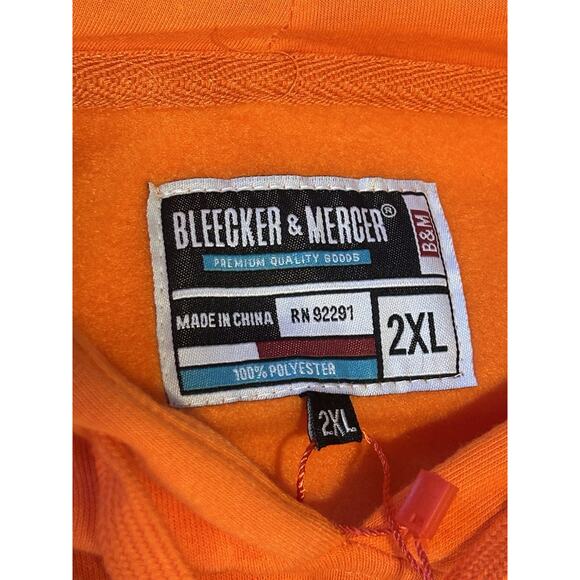 BLEECKER & MERCER®
B&M
PREMIUM QUALITY GOODS
MADE IN CHINA
RN 92291
2XL
100% POLYESTER
2XL